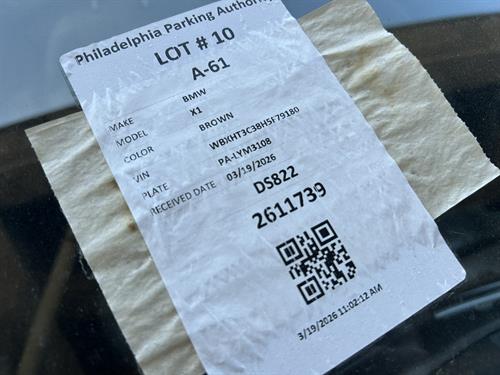 Philadelphia Parking Authority
LOT # 10
A-61
MAKE BMW
MODEL X1
COLOR BROWN
VIN WBXHT3C38H5F79180
PLATE PA-LYM3108
RECEIVED DATE 03/19/2026
DS822
2611739
3/19/2026 11:02:12 AM